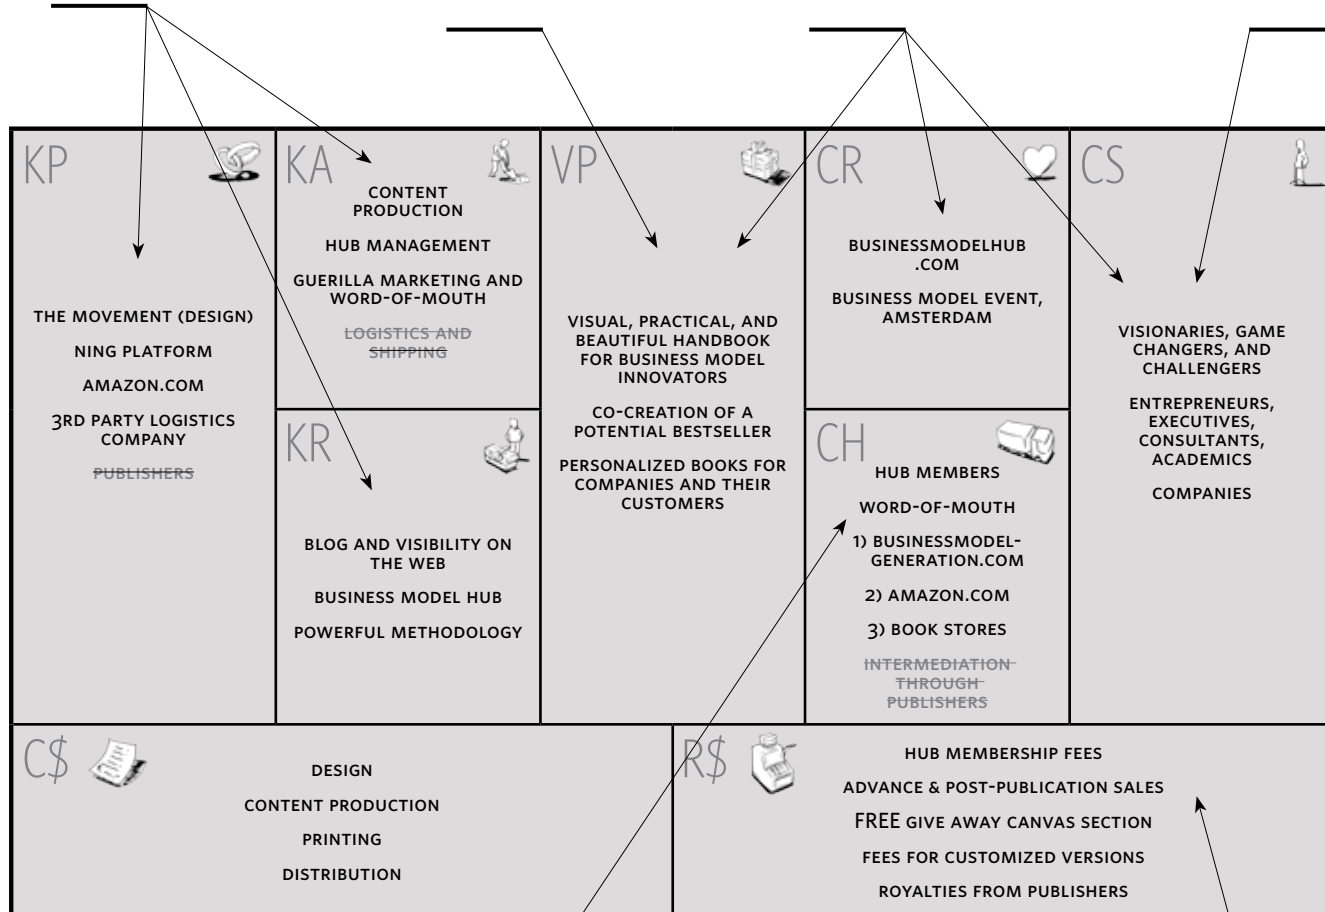 KP
THE MOVEMENT (DESIGN)
NING PLATFORM
AMAZON.COM
3RD PARTY LOGISTICS
COMPANY
PUBLISHERS
KA
CONTENT
PRODUCTION
HUB MANAGEMENT
GUERILLA MARKETING AND
WORD-OF-MOUTH
LOGISTICS AND
SHIPPING
KR
BLOG AND VISIBILITY ON
THE WEB
BUSINESS MODEL HUB
POWERFUL METHODOLOGY
VP
VISUAL, PRACTICAL, AND
BEAUTIFUL HANDBOOK
FOR BUSINESS MODEL
INNOVATORS
CO-CREATION OF A
POTENTIAL BESTSELLER
PERSONALIZED BOOKS FOR
COMPANIES AND THEIR
CUSTOMERS
CR
BUSINESSMODELHUB
.COM
BUSINESS MODEL EVENT,
AMSTERDAM
CH
HUB MEMBERS
WORD-OF-MOUTH
1) BUSINESSMODEL-
GENERATION.COM
2) AMAZON.COM
3) BOOK STORES
INTERMEDIATION
THROUGH
PUBLISHERS
CS
VISIONARIES, GAME
CHANGERS, AND
CHALLENGERS
ENTREPRENEURS,
EXECUTIVES,
CONSULTANTS,
ACADEMICS
COMPANIES
C$
DESIGN
CONTENT PRODUCTION
PRINTING
DISTRIBUTION
R$
HUB MEMBERSHIP FEES
ADVANCE & POST-PUBLICATION SALES
FREE GIVE AWAY CANVAS SECTION
FEES FOR CUSTOMIZED VERSIONS
ROYALTIES FROM PUBLISHERS